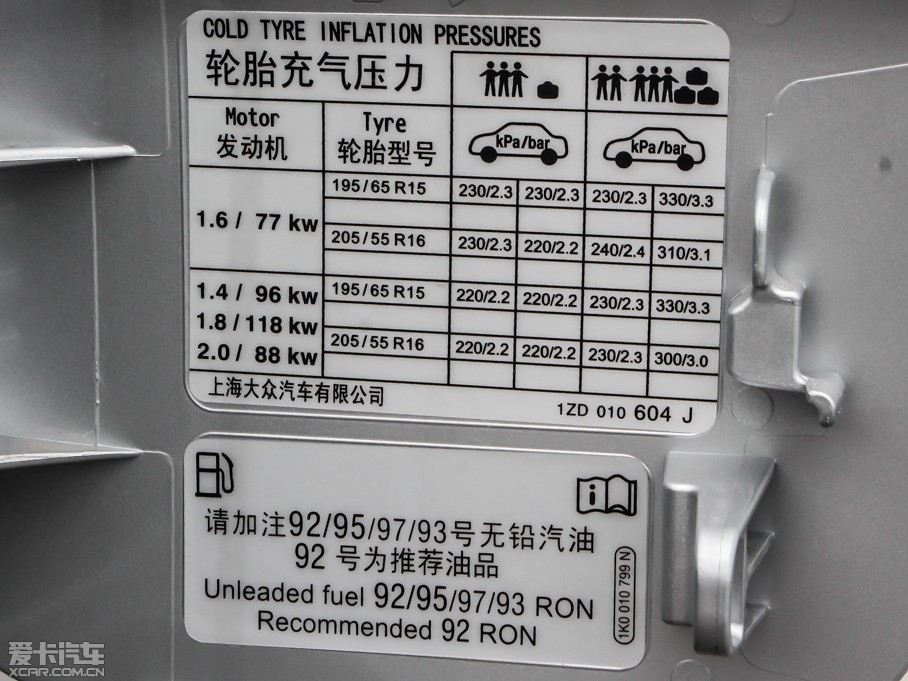 COLD TYRE INFLATION PRESSURES
轮胎充气压力
Motor
发动机
Tyre
轮胎型号
kPa/bar
kPa/bar
1.6 / 77 kw
195/65 R15 230/2.3 230/2.3 230/2.3 330/3.3
205/55 R16 230/2.3 220/2.2 240/2.4 310/3.1
1.4 / 96 kw
1.8 / 118 kw
2.0 / 88 kw
195/65 R15 220/2.2 220/2.2 230/2.3 330/3.3
205/55 R16 220/2.2 220/2.2 230/2.3 300/3.0
上海大众汽车有限公司
1ZD 010 604 J
i
请加注92/95/97/93号无铅汽油
92 号为推荐油品
Unleaded fuel 92/95/97/93 RON
Recommended 92 RON
1K0 010 799 N
爱卡汽车
XCAR.COM.CN